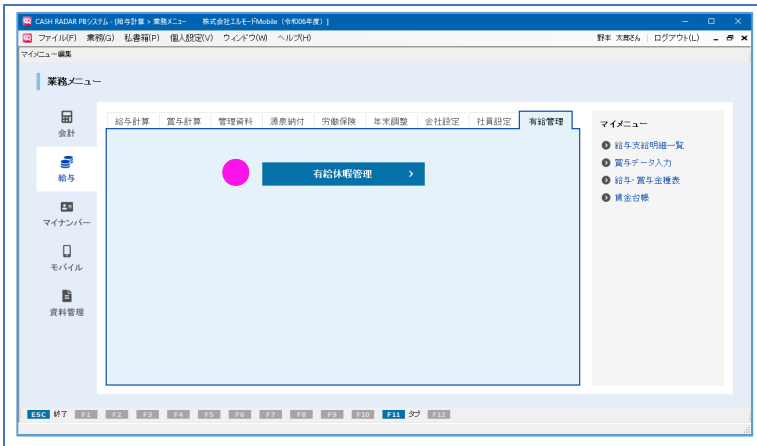 CASH RADAR PBシステム - [給与計算 > 業務メニュー 株式会社エルモードMobile（令和06年度）]
ファイル(F) 業務(G) 私書箱(P) 個人設定(V) ウィンドウ(W) ヘルプ(H) 野本 太郎さん | ログアウト(L)
マイメニュー編集
業務メニュー
会計
給与
マイナンバー
モバイル
資料管理
給与計算 賞与計算 管理資料 源泉納付 労働保険 年末調整 会社設定 社員設定 有給管理
有給休暇管理
マイメニュー
給与支給明細一覧
賞与データ入力
給与・賞与金種表
賃金台帳
ESC 終了 F1 F2 F3 F4 F5 F6 F7 F8 F9 F10 F11 タブ F12